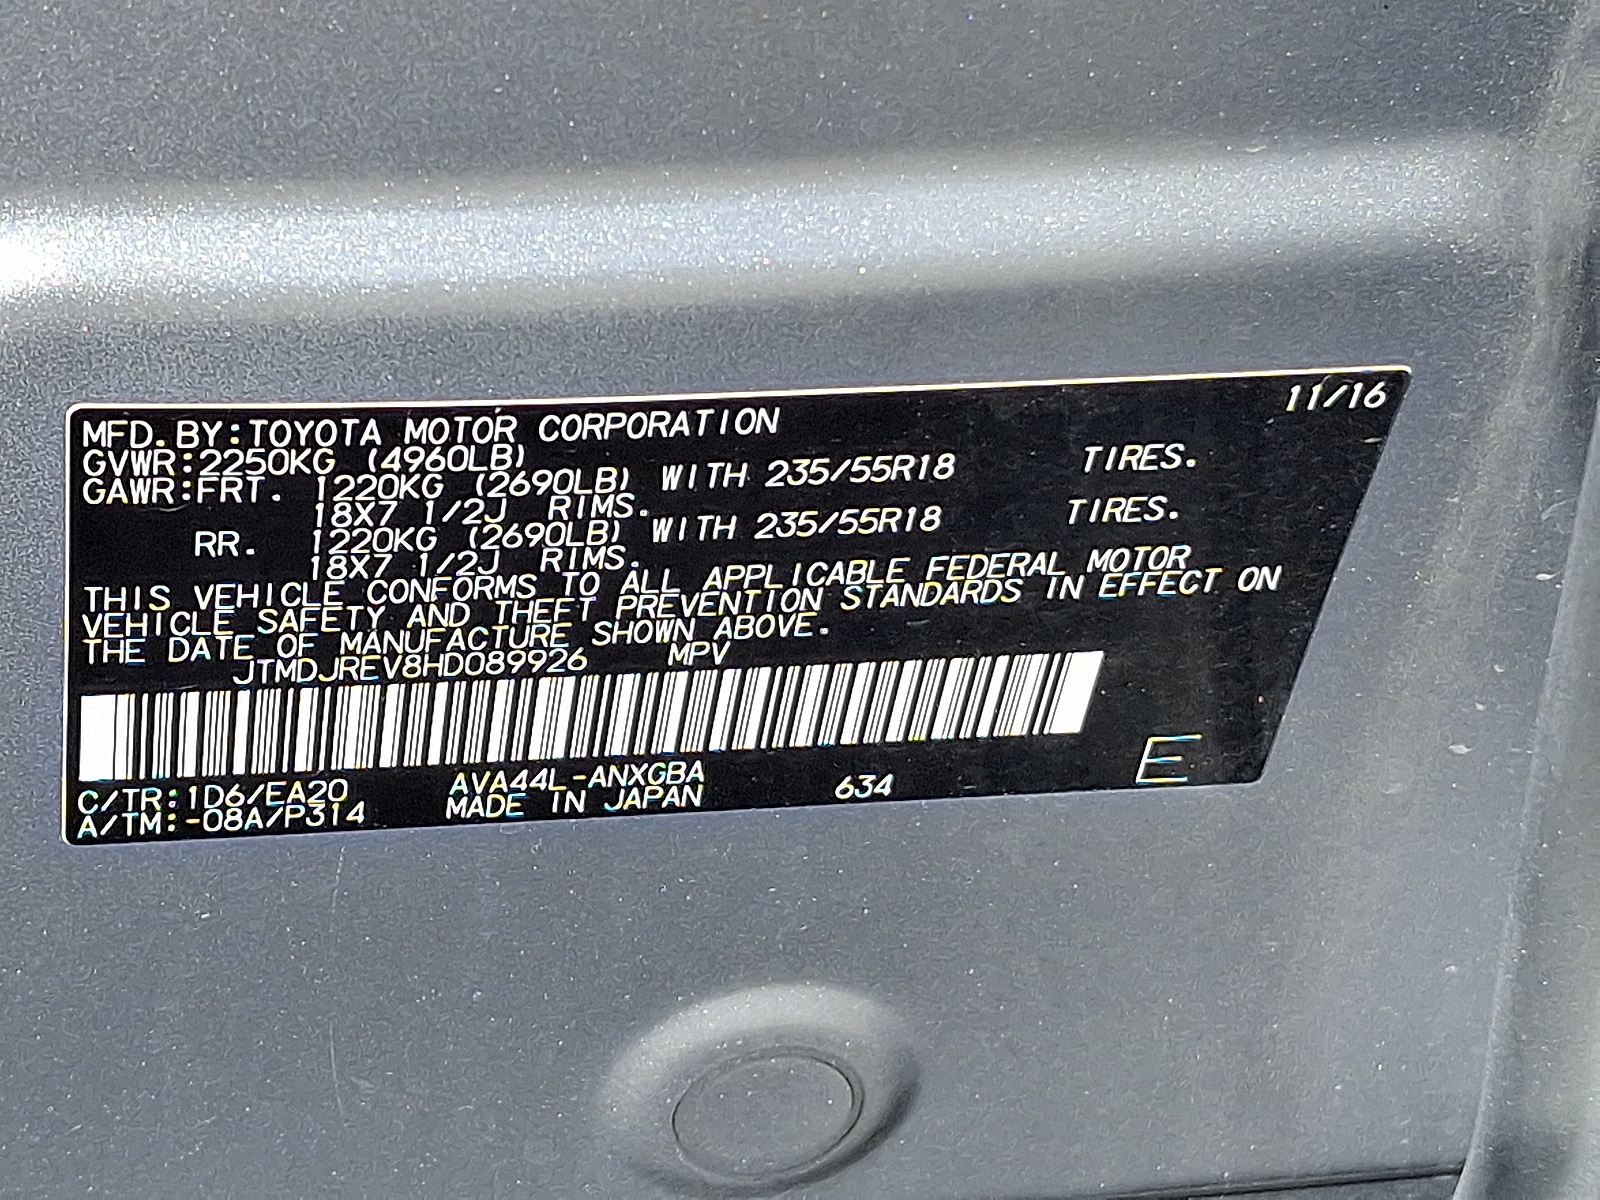 11/16
MFD.BY:TOYOTA MOTOR CORPORATION
GVWR:2250KG (4960LB)
GAWR:FRT. 1220KG (2690LB) WITH 235/55R18 TIRES.
18X7 1/2J RIMS.
RR. 1220KG (2690LB) WITH 235/55R18 TIRES.
18X7 1/2J RIMS.
THIS VEHICLE CONFORMS TO ALL APPLICABLE FEDERAL MOTOR
VEHICLE SAFETY AND THEFT PREVENTION STANDARDS IN EFFECT ON
THE DATE OF MANUFACTURE SHOWN ABOVE.
JTMDJREV8HD089926 MPV
C/TR:1D6/EA20 AVA44L-ANXGBA 634 E
A/TM:-08A/P314 MADE IN JAPAN